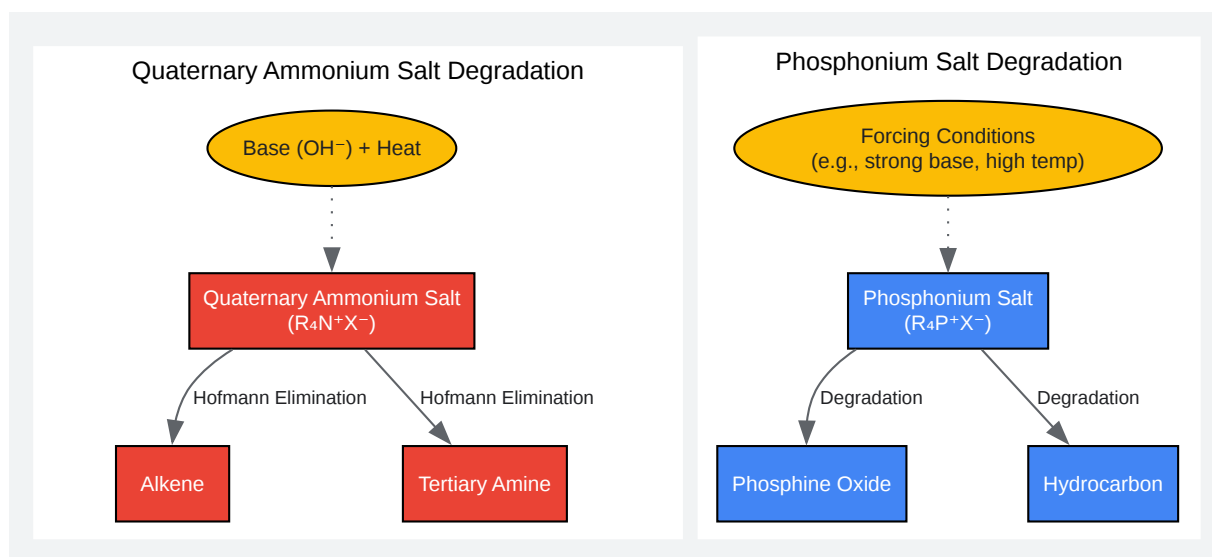 Quaternary Ammonium Salt Degradation
Base (OH⁻) + Heat
Quaternary Ammonium Salt
(R₄N⁺X⁻)
Hofmann Elimination
Hofmann Elimination
Alkene
Tertiary Amine
Phosphonium Salt Degradation
Forcing Conditions
(e.g., strong base, high temp)
Phosphonium Salt
(R₄P⁺X⁻)
Degradation
Degradation
Phosphine Oxide
Hydrocarbon